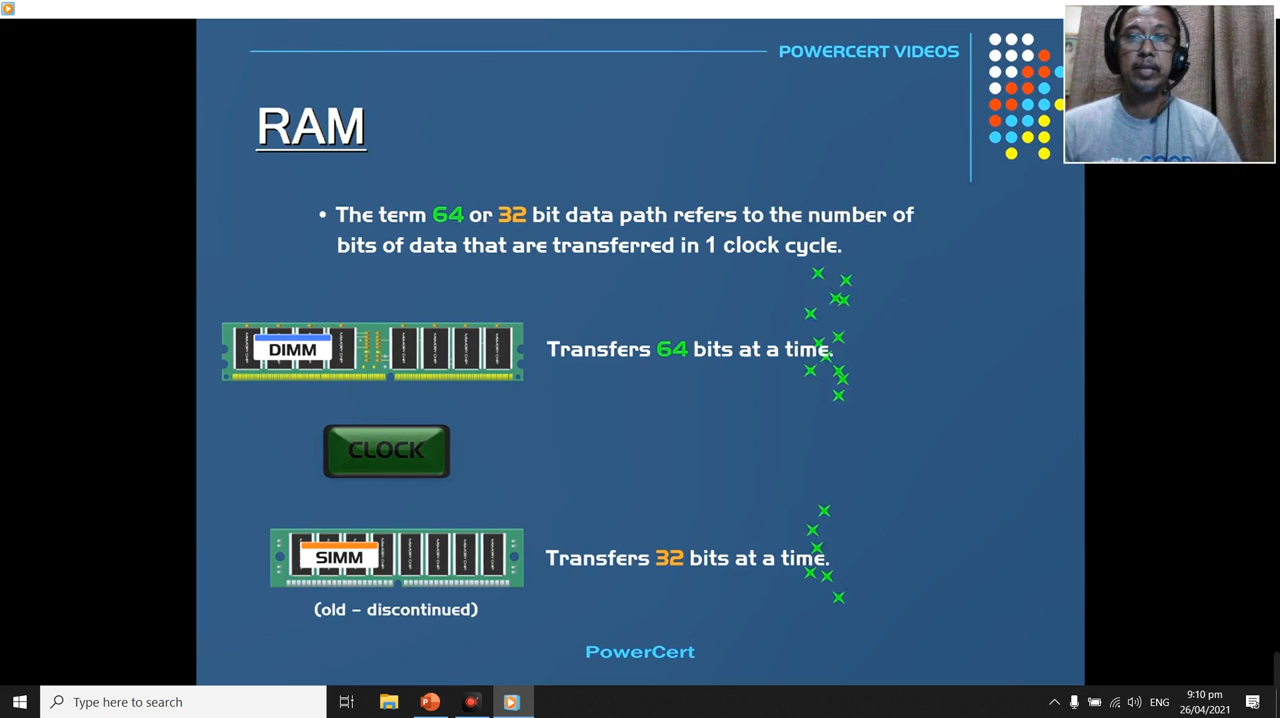 POWERCERT VIDEOS
RAM
• The term 64 or 32 bit data path refers to the number of
bits of data that are transferred in 1 clock cycle.
DIMM
Transfers 64 bits at a time.
CLOCK
SIMM
Transfers 32 bits at a time.
(old - discontinued)
PowerCert
Type here to search
ENG
9:10 pm
26/04/2021